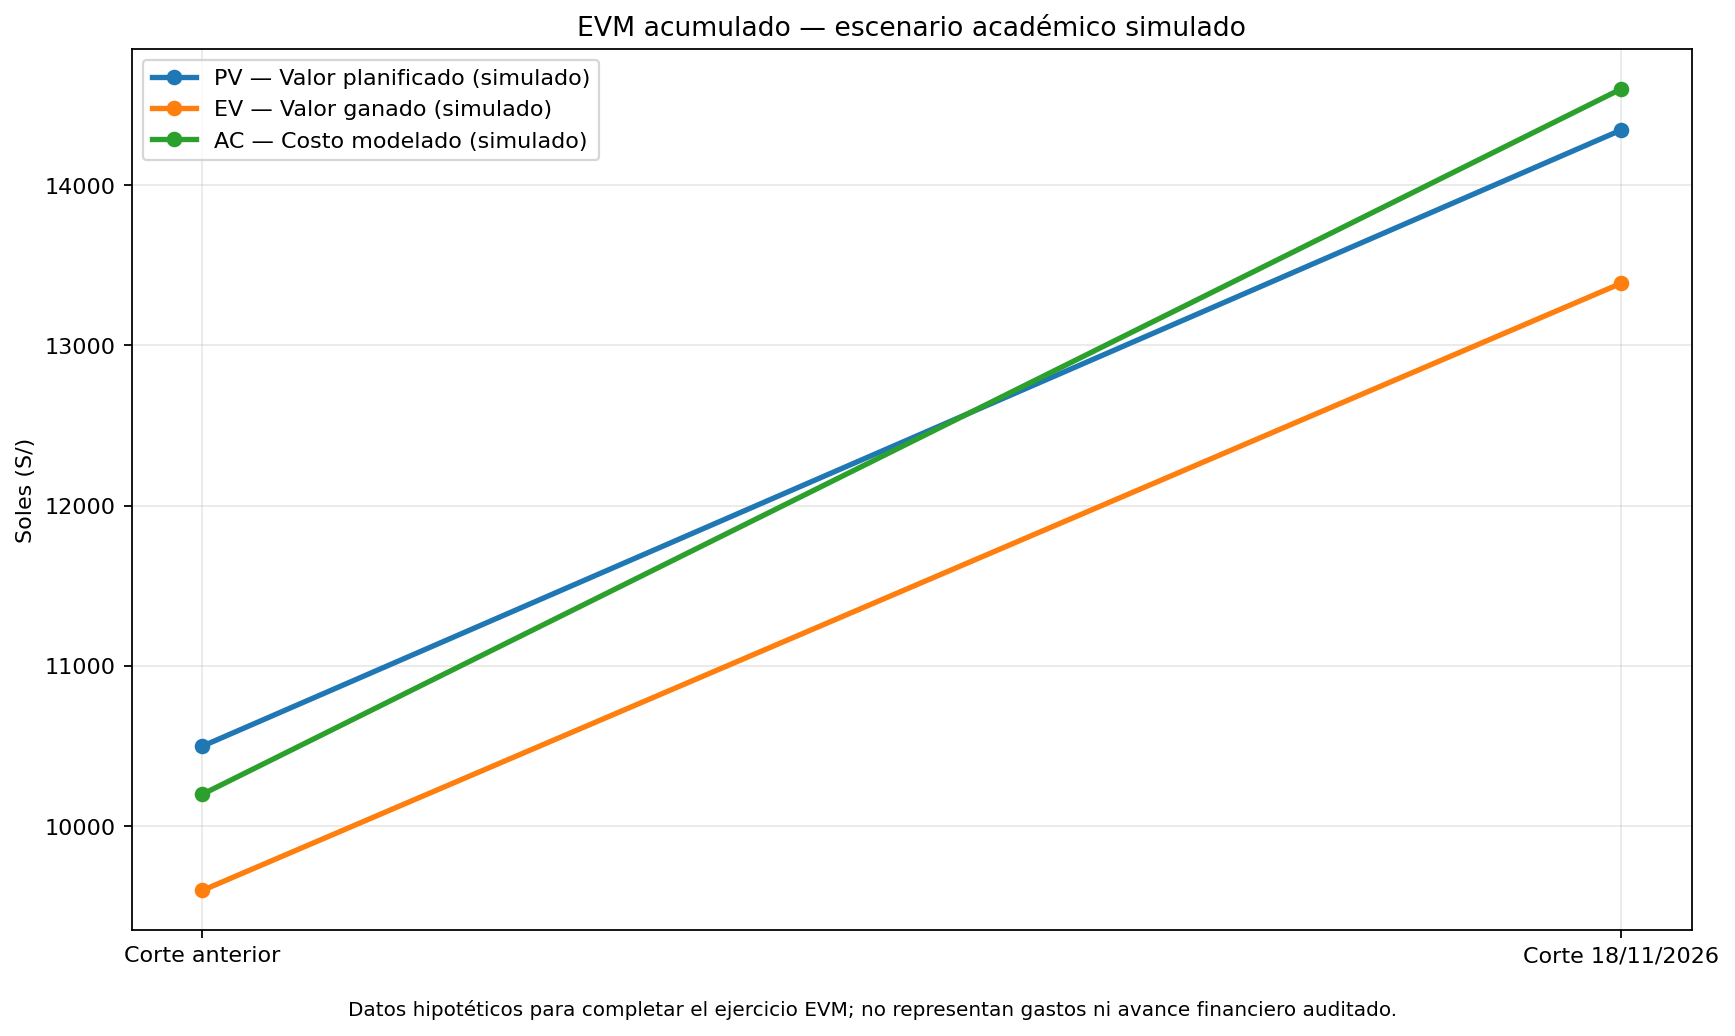 EVM acumulado — escenario académico simulado
PV — Valor planificado (simulado)
EV — Valor ganado (simulado)
AC — Costo modelado (simulado)
Soles (S/)
14000
13000
12000
11000
10000
Corte anterior
Corte 18/11/2026
Datos hipotéticos para completar el ejercicio EVM; no representan gastos ni avance financiero auditado.